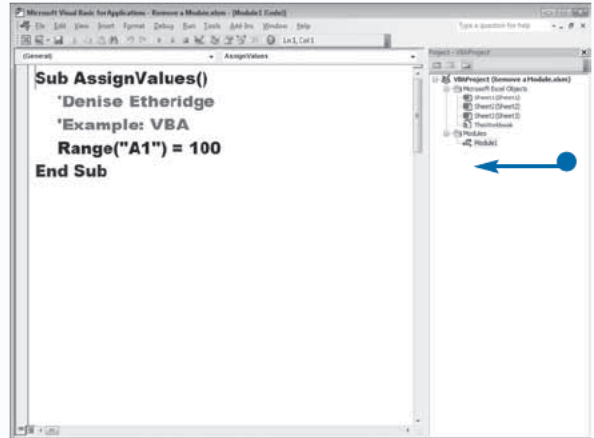 Microsoft Visual Basic for Applications - Remove a Module.xlsm - [Module1 (Code)]
File Edit View Insert Format Debug Run Tools Add-Ins Window Help
Type a question for help
Ln 1, Col 1
(General)
AssignValues
Sub AssignValues()
'Denise Etheridge
'Example: VBA
Range("A1") = 100
End Sub
Project - VBAProject
VBAProject (Remove a Module.xlsm)
Microsoft Excel Objects
Sheet1 (Sheet1)
Sheet2 (Sheet2)
Sheet3 (Sheet3)
ThisWorkbook
Modules
Module1